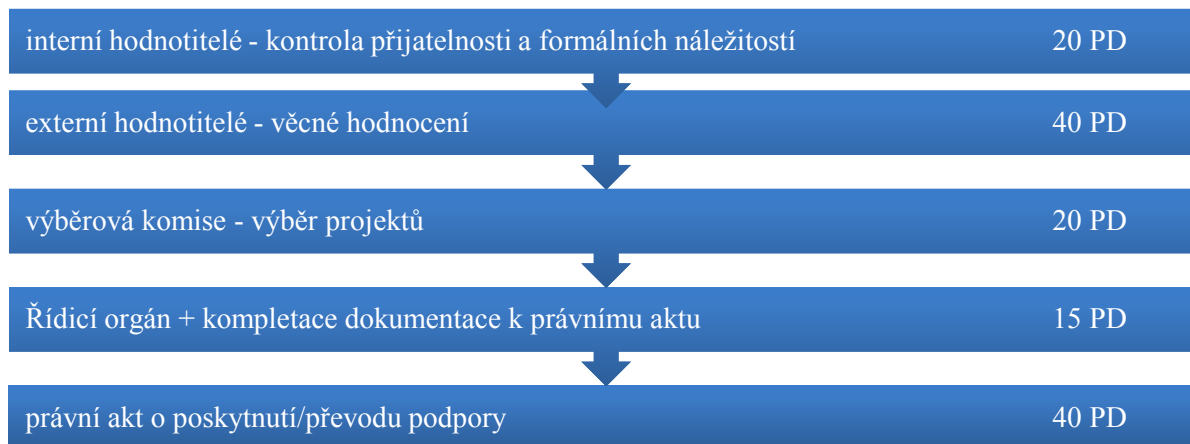 interní hodnotitelé - kontrola přijatelnosti a formálních náležitostí 20 PD
externí hodnotitelé - věcné hodnocení 40 PD
výběrová komise - výběr projektů 20 PD
Řídicí orgán + kompletace dokumentace k právnímu aktu 15 PD
právní akt o poskytnutí/převodu podpory 40 PD